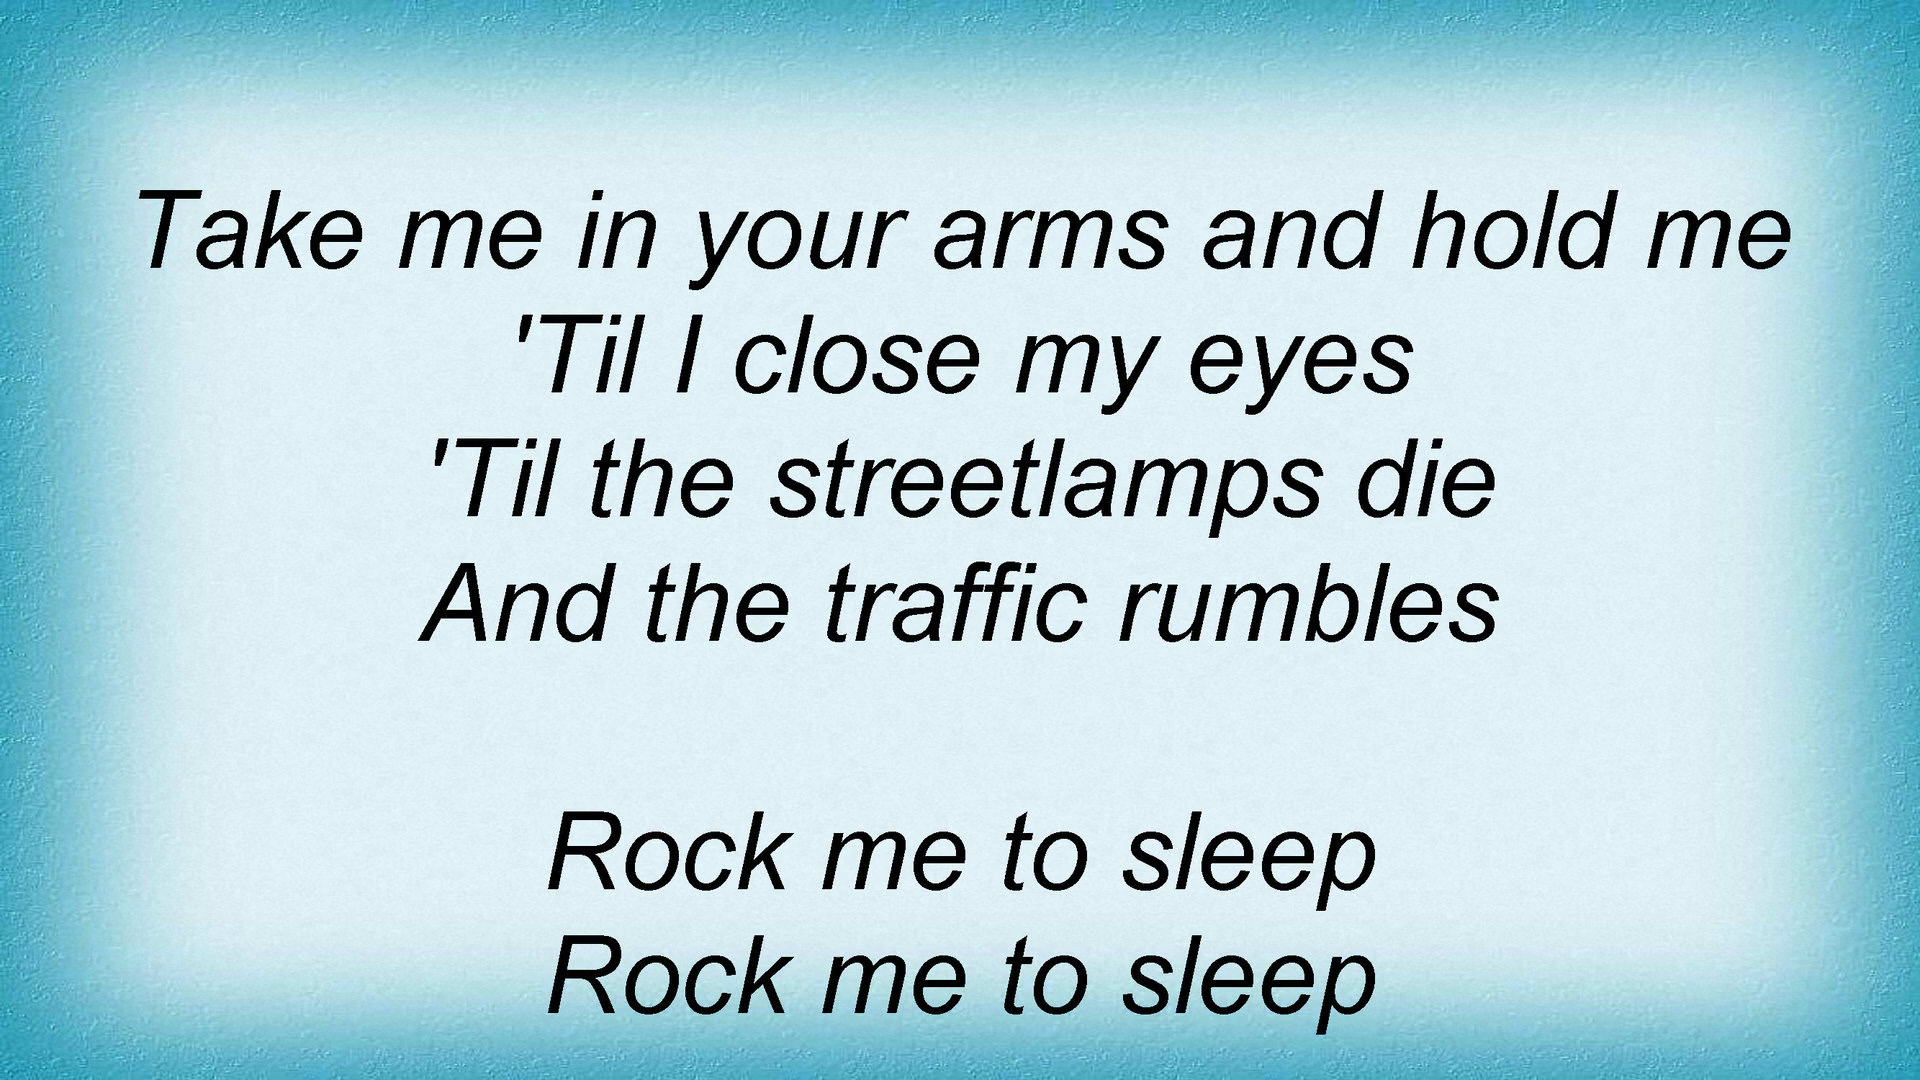 Take me in your arms and hold me
'Til I close my eyes
'Til the streetlamps die
And the traffic rumbles
Rock me to sleep
Rock me to sleep